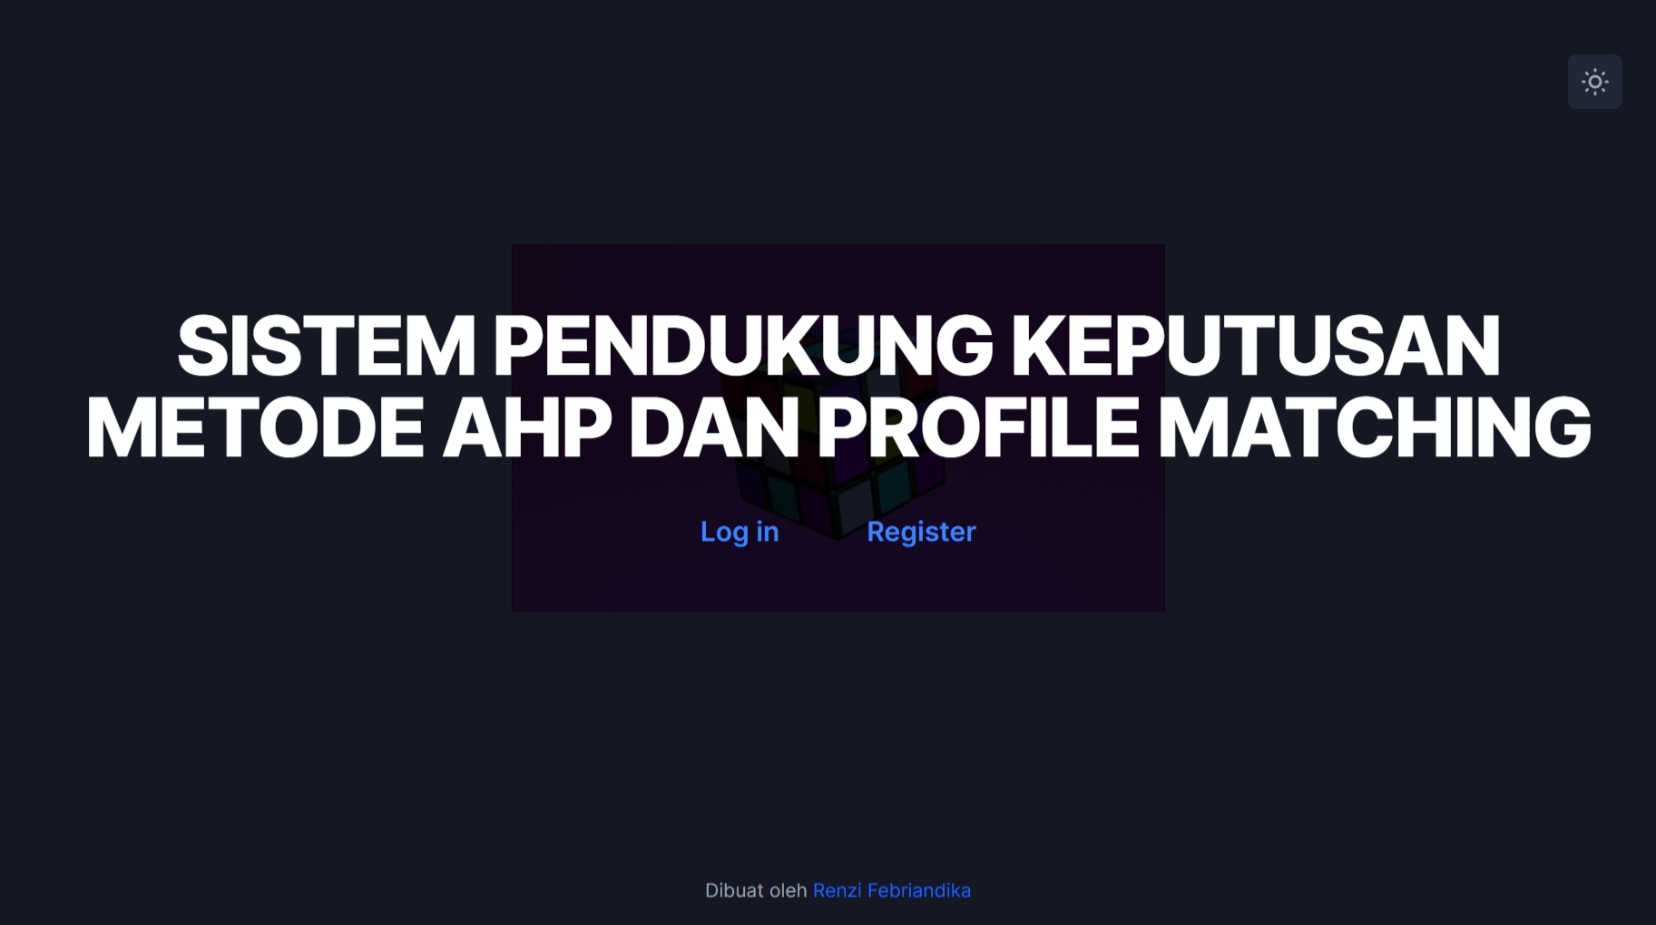 SISTEM PENDUKUNG KEPUTUSAN
METODE AHP DAN PROFILE MATCHING
Log in Register
Dibuat oleh Renzi Febriandika